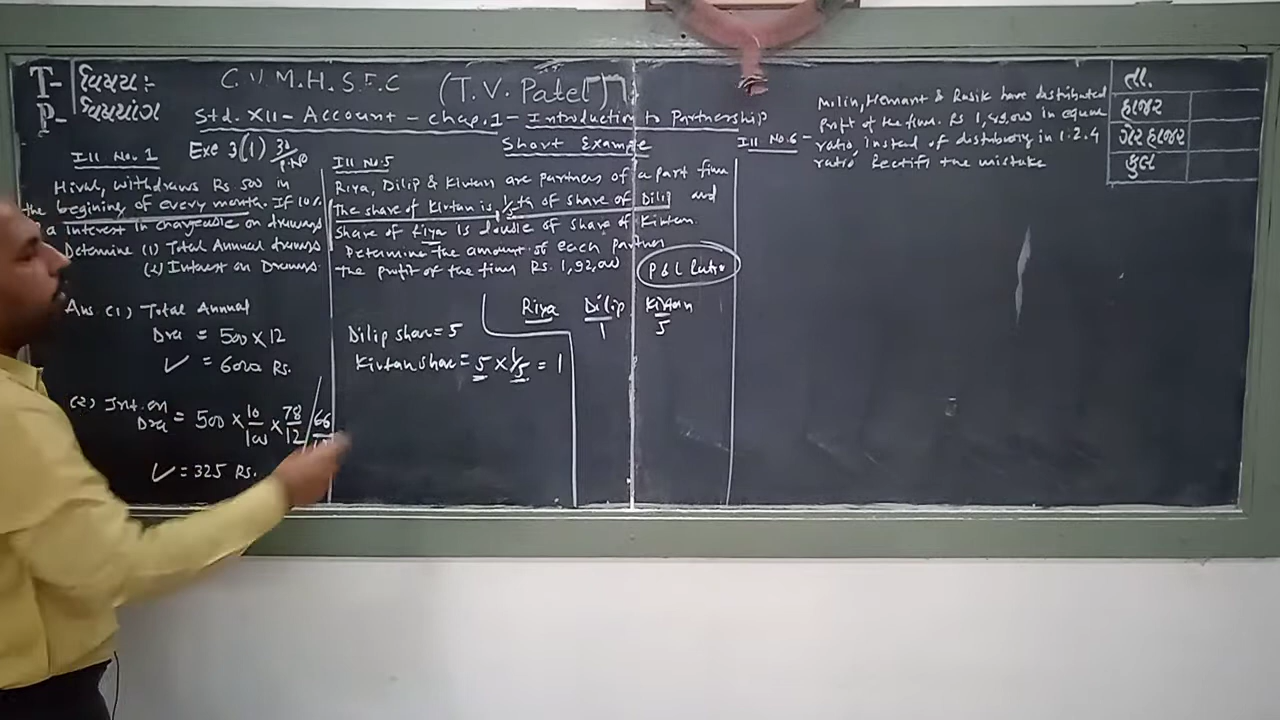 T-
P-
વિષય:
વિષયાંગ
C.U.M.H.S.E.C (T.V. Patel)
Std. XII - Account - Chap. 1 - Introduction to Partnership
Short Example
Ill No. 1
Exe 3(1)
Hiral, withdraws Rs 500 in
the begining of every month. If 10%
a interest in chargeable on drawngs
Detemine (1) Total Annual drawngs
(2) Interest on Drawngs.
Ans (1) Total Annual
Dra = 500 × 12
✓ = 6000 Rs.
(2) Int. on
Dra = 500 × 10/100 × 78/12 / 66
✓ = 325 Rs.
Ill No: 5
Riya, Dilip & Kirtan are partners of a part firm
The share of Kirtan is 1/5th of share of Dilip and
Share of Riya is double of share of Kirtan.
Determine the amount of each partner
the profit of the firm Rs. 1,92,000
P & L Ratio
Riya Dilip Kirtan
1 5
Dilip share = 5
Kirtan share = 5 × 1/5 = 1
Ill No. 6 -
Milin, Hemant & Rasik have distributed
Profit of the firm. Rs 1,49,000 in equal
ratio, instead of distributing in 1:2:4
ratio. Rectify the mistake
તા.
હાજર
ગેર હાજર
કુલ